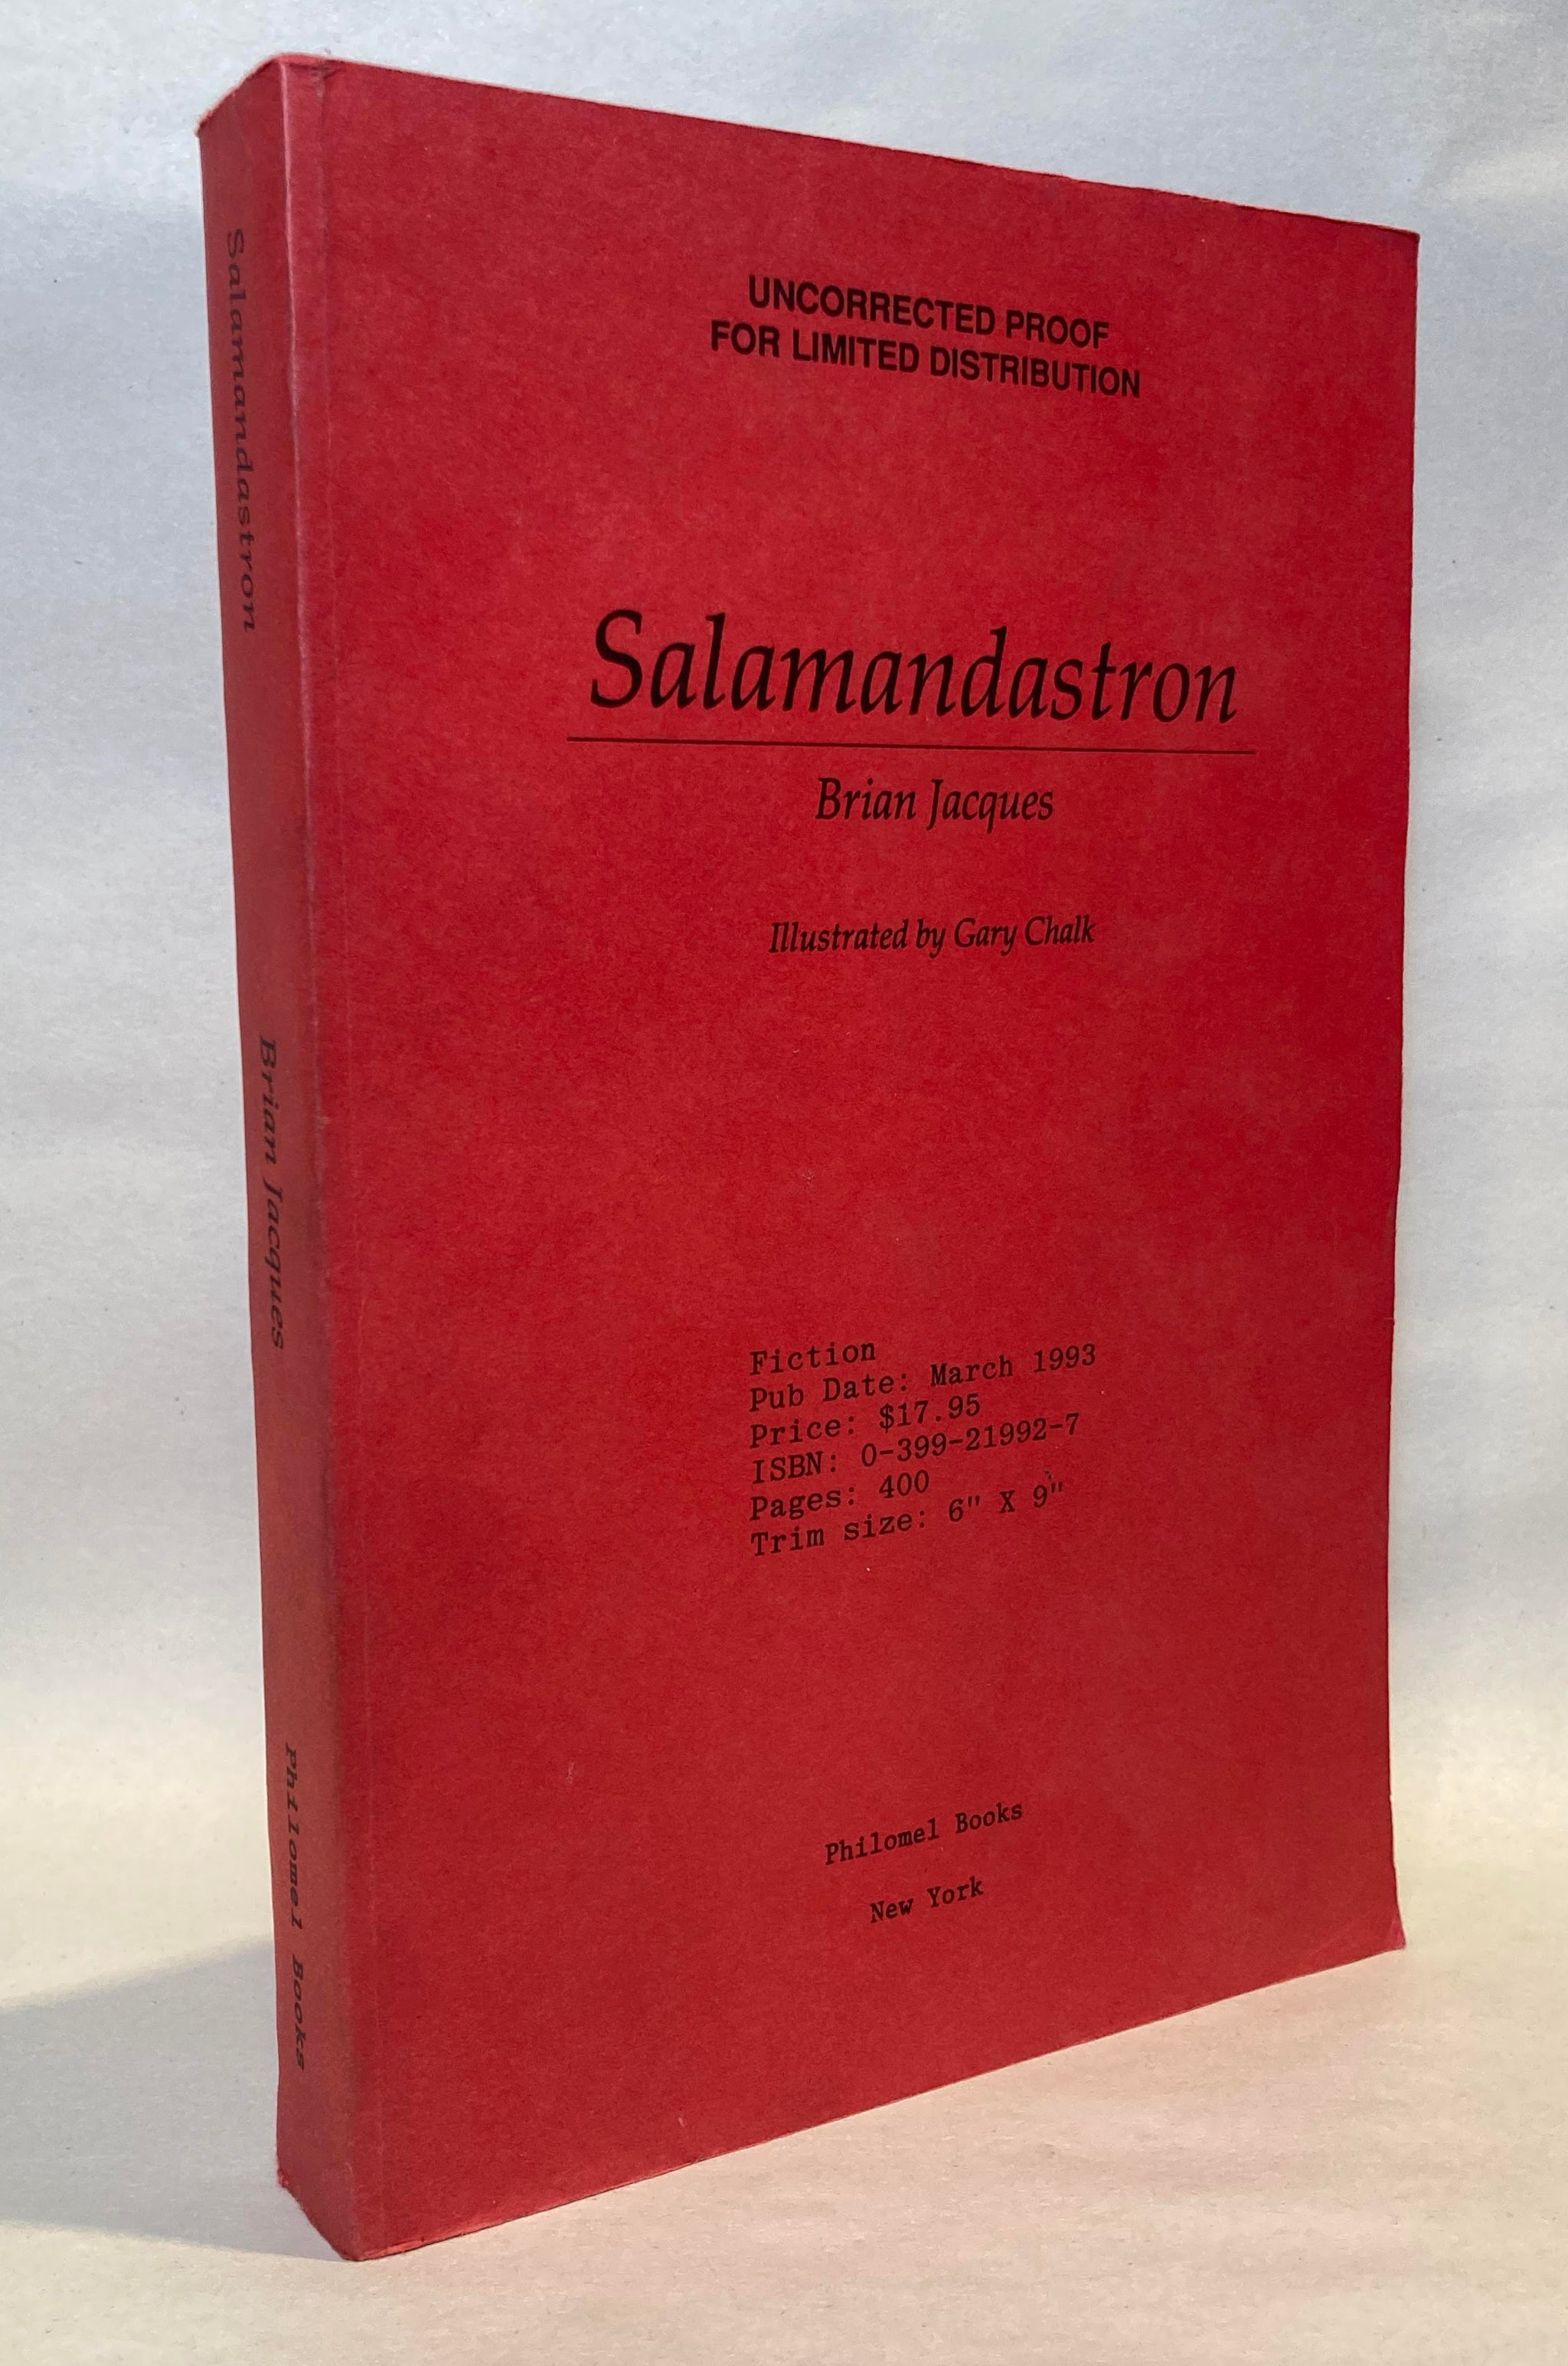 Salamandastron
Brian Jacques
Philomel Books
UNCORRECTED PROOF
FOR LIMITED DISTRIBUTION
Salamandastron
Brian Jacques
Illustrated by Gary Chalk
Fiction
Pub Date: March 1993
Price: $17.95
ISBN: 0-399-21992-7
Pages: 400
Trim size: 6" X 9"
Philomel Books
New York